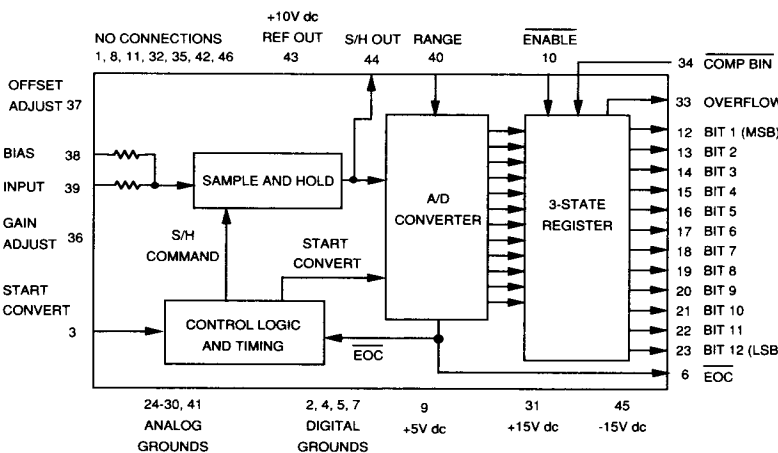 NO CONNECTIONS
1, 8, 11, 32, 35, 42, 46
+10V dc
REF OUT
43
S/H OUT
44
RANGE
40
ENABLE
10
34 COMP BIN
33 OVERFLOW
OFFSET
ADJUST 37
BIAS 38
INPUT 39
GAIN
ADJUST 36
START
CONVERT
3
SAMPLE AND HOLD
S/H
COMMAND
START
CONVERT
CONTROL LOGIC
AND TIMING
EOC
A/D
CONVERTER
3-STATE
REGISTER
12 BIT 1 (MSB)
13 BIT 2
14 BIT 3
15 BIT 4
16 BIT 5
17 BIT 6
18 BIT 7
19 BIT 8
20 BIT 9
21 BIT 10
22 BIT 11
23 BIT 12 (LSB
6 EOC
24-30, 41
ANALOG
GROUNDS
2, 4, 5, 7
DIGITAL
GROUNDS
9
+5V dc
31
+15V dc
45
-15V dc